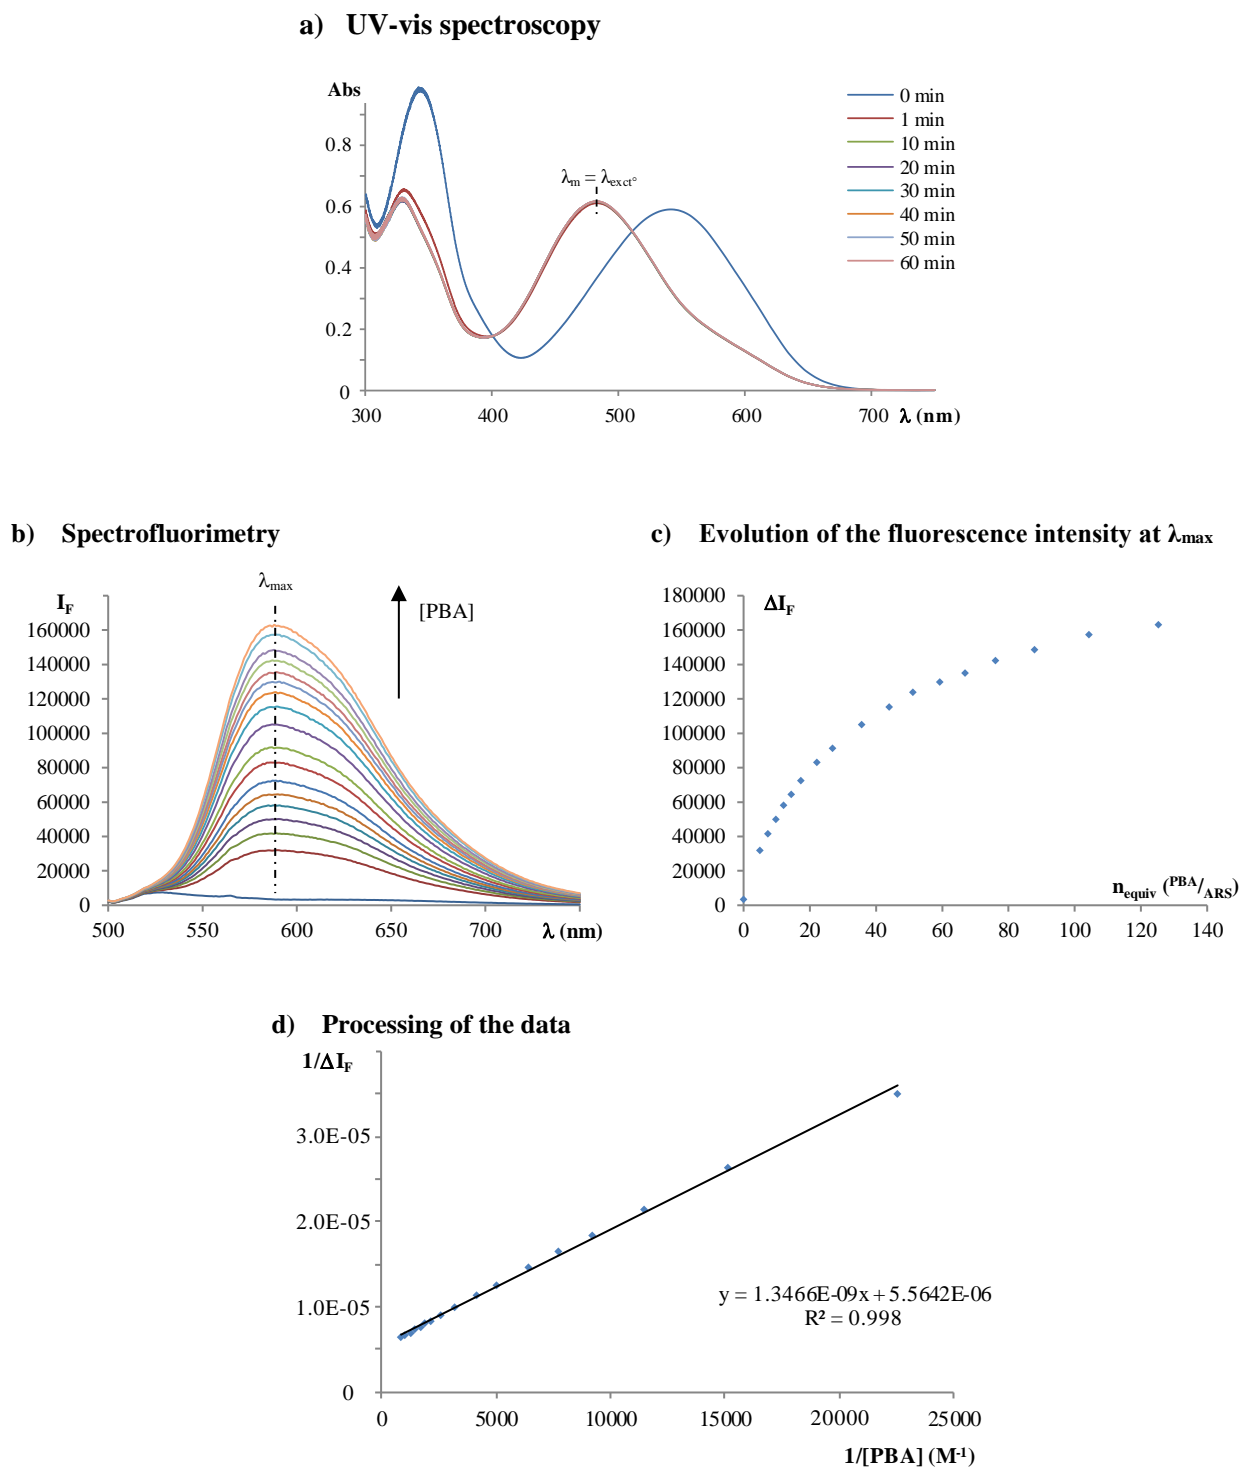 a) UV-vis spectroscopy
Abs
0.8
0.6
0.4
0.2
0
300 400 500 600 700 λ (nm)
λm = λexct°
0 min
1 min
10 min
20 min
30 min
40 min
50 min
60 min
b) Spectrofluorimetry
IF
λmax
[PBA]
160000
140000
120000
100000
80000
60000
40000
20000
0
500 550 600 650 700 λ (nm)
c) Evolution of the fluorescence intensity at λmax
ΔIF
180000
160000
140000
120000
100000
80000
60000
40000
20000
0
nequiv (PBA/ARS)
0 20 40 60 80 100 120 140
d) Processing of the data
1/ΔIF
3.0E-05
2.0E-05
1.0E-05
0
y = 1.3466E-09x + 5.5642E-06
R² = 0.998
0 5000 10000 15000 20000 25000
1/[PBA] (M-1)